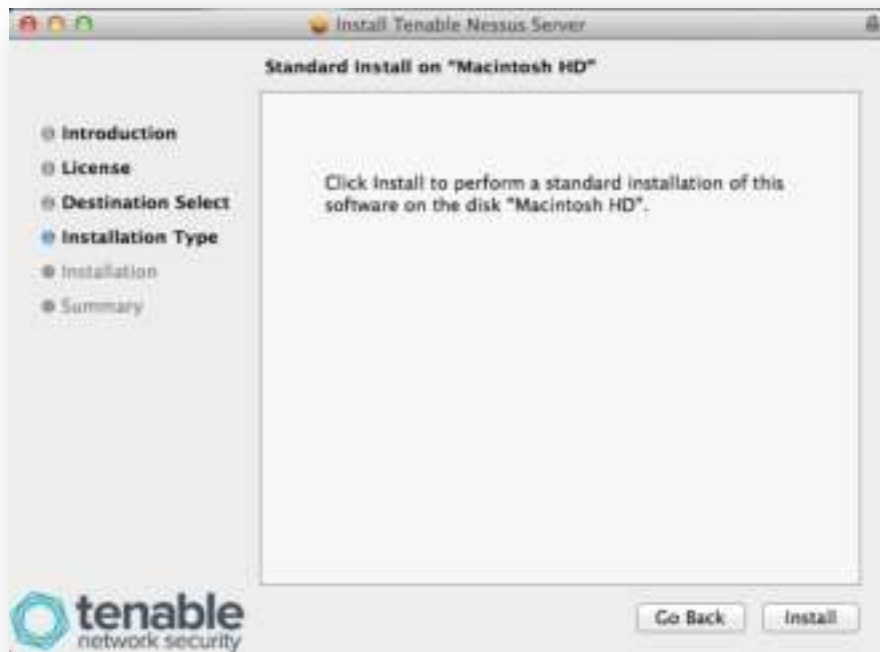 Install Tenable Nessus Server
Standard Install on "Macintosh HD"
Introduction
License
Destination Select
Installation Type
Installation
Summary
Click Install to perform a standard installation of this
software on the disk "Macintosh HD".
tenable
network security
Go Back
Install